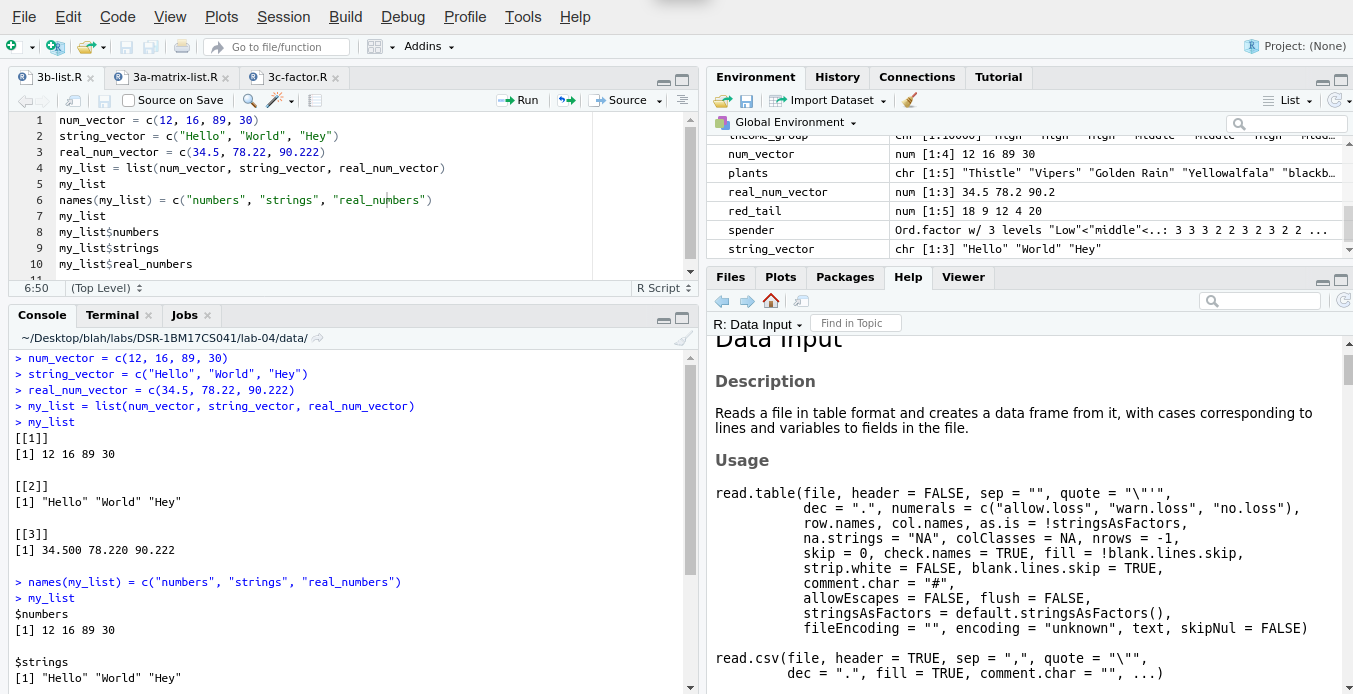 File Edit Code View Plots Session Build Debug Profile Tools Help
Go to file/function Addins Project: (None)
3b-list.R 3a-matrix-list.R 3c-factor.R
Source on Save Run Source
1 num_vector = c(12, 16, 89, 30)
2 string_vector = c("Hello", "World", "Hey")
3 real_num_vector = c(34.5, 78.22, 90.222)
4 my_list = list(num_vector, string_vector, real_num_vector)
5 my_list
6 names(my_list) = c("numbers", "strings", "real_numbers")
7 my_list
8 my_list$numbers
9 my_list$strings
10 my_list$real_numbers
11
6:50 (Top Level) R Script
Console Terminal Jobs
~/Desktop/blah/labs/DSR-1BM17CS041/lab-04/data/
> num_vector = c(12, 16, 89, 30)
> string_vector = c("Hello", "World", "Hey")
> real_num_vector = c(34.5, 78.22, 90.222)
> my_list = list(num_vector, string_vector, real_num_vector)
> my_list
[[1]]
[1] 12 16 89 30
[[2]]
[1] "Hello" "World" "Hey"
[[3]]
[1] 34.500 78.220 90.222
> names(my_list) = c("numbers", "strings", "real_numbers")
> my_list
$numbers
[1] 12 16 89 30
$strings
[1] "Hello" "World" "Hey"
Environment History Connections Tutorial
Import Dataset List
Global Environment
income_group chr [1:10000] "High" "High" "High" "Middle" "Middle" "High" "Midd…
num_vector num [1:4] 12 16 89 30
plants chr [1:5] "Thistle" "Vipers" "Golden Rain" "Yellowalfala" "blackb…
real_num_vector num [1:3] 34.5 78.2 90.2
red_tail num [1:5] 18 9 12 4 20
spender Ord.factor w/ 3 levels "Low"<"middle"<..: 3 3 3 2 2 3 2 3 2 2 ...
string_vector chr [1:3] "Hello" "World" "Hey"
Files Plots Packages Help Viewer
R: Data Input Find in Topic
Data Input
Description
Reads a file in table format and creates a data frame from it, with cases corresponding to
lines and variables to fields in the file.
Usage
read.table(file, header = FALSE, sep = "", quote = "\"'",
dec = ".", numerals = c("allow.loss", "warn.loss", "no.loss"),
row.names, col.names, as.is = !stringsAsFactors,
na.strings = "NA", colClasses = NA, nrows = -1,
skip = 0, check.names = TRUE, fill = !blank.lines.skip,
strip.white = FALSE, blank.lines.skip = TRUE,
comment.char = "#",
allowEscapes = FALSE, flush = FALSE,
stringsAsFactors = default.stringsAsFactors(),
fileEncoding = "", encoding = "unknown", text, skipNul = FALSE)
read.csv(file, header = TRUE, sep = ",", quote = "\"",
dec = ".", fill = TRUE, comment.char = "", ...)